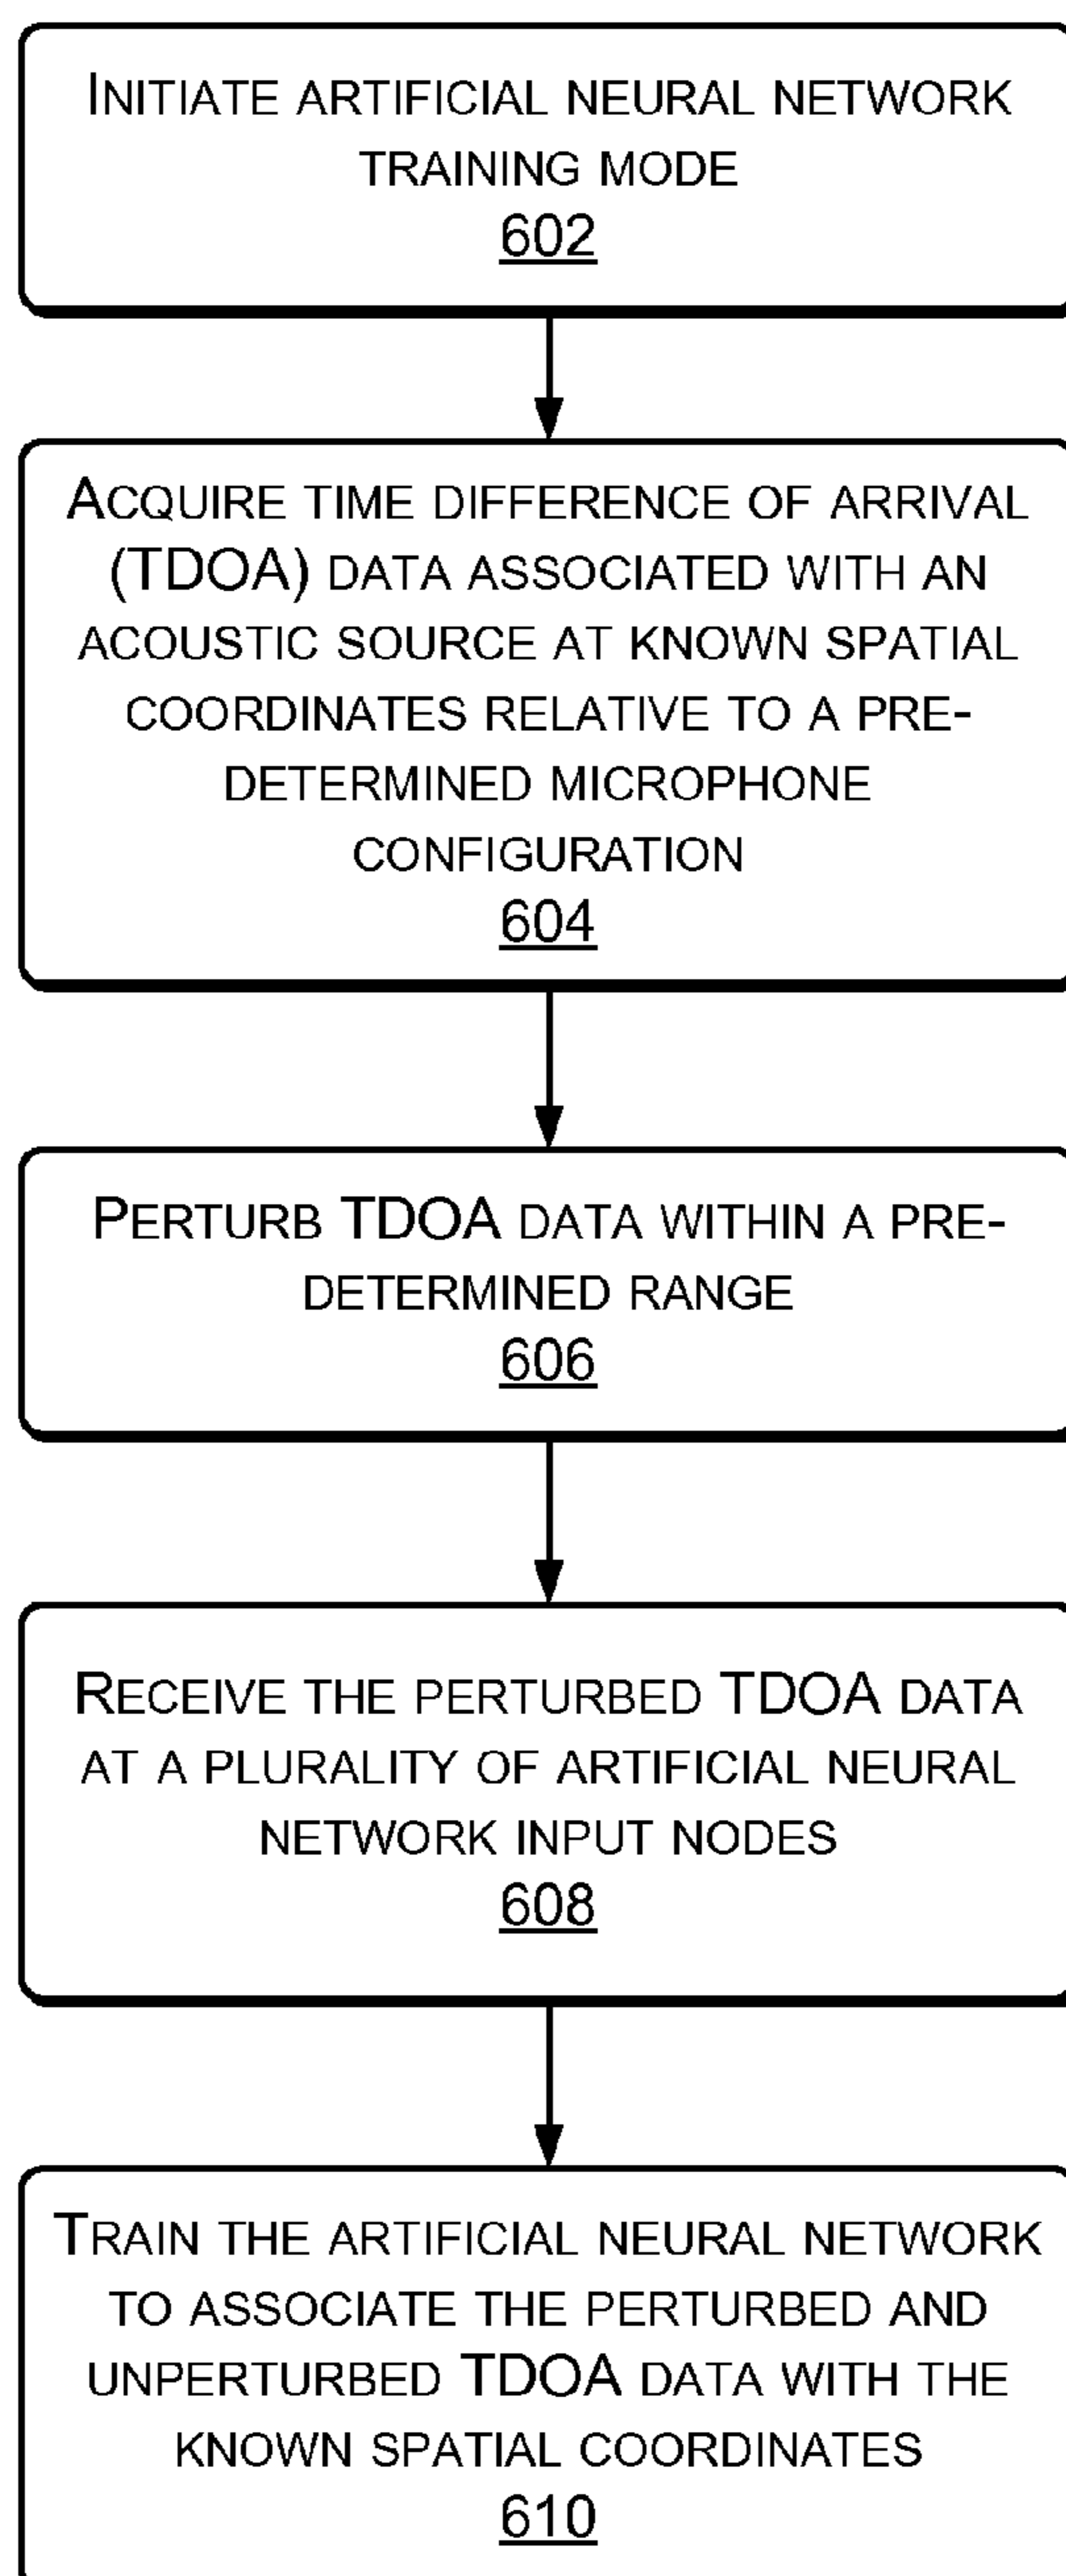 INITIATE ARTIFICIAL NEURAL NETWORK
TRAINING MODE
602
ACQUIRE TIME DIFFERENCE OF ARRIVAL
(TDOA) DATA ASSOCIATED WITH AN
ACOUSTIC SOURCE AT KNOWN SPATIAL
COORDINATES RELATIVE TO A PRE-
DETERMINED MICROPHONE
CONFIGURATION
604
PERTURB TDOA DATA WITHIN A PRE-
DETERMINED RANGE
606
RECEIVE THE PERTURBED TDOA DATA
AT A PLURALITY OF ARTIFICIAL NEURAL
NETWORK INPUT NODES
608
TRAIN THE ARTIFICIAL NEURAL NETWORK
TO ASSOCIATE THE PERTURBED AND
UNPERTURBED TDOA DATA WITH THE
KNOWN SPATIAL COORDINATES
610